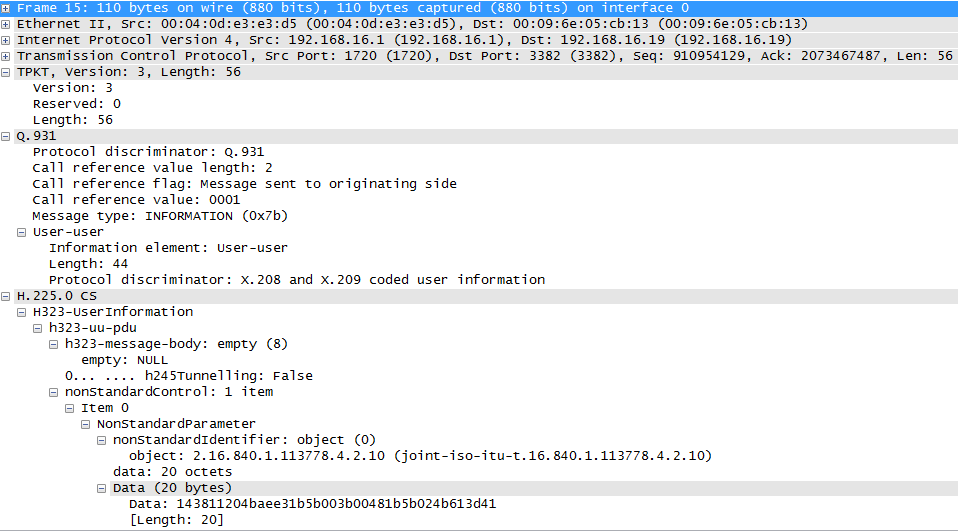 Frame 15: 110 bytes on wire (880 bits), 110 bytes captured (880 bits) on interface 0
Ethernet II, Src: 00:04:0d:e3:e3:d5 (00:04:0d:e3:e3:d5), Dst: 00:09:6e:05:cb:13 (00:09:6e:05:cb:13)
Internet Protocol Version 4, Src: 192.168.16.1 (192.168.16.1), Dst: 192.168.16.19 (192.168.16.19)
Transmission Control Protocol, Src Port: 1720 (1720), Dst Port: 3382 (3382), Seq: 910954129, Ack: 2073467487, Len: 56
TPKT, Version: 3, Length: 56
Version: 3
Reserved: 0
Length: 56
Q.931
Protocol discriminator: Q.931
Call reference value length: 2
Call reference flag: Message sent to originating side
Call reference value: 0001
Message type: INFORMATION (0x7b)
User-user
Information element: User-user
Length: 44
Protocol discriminator: X.208 and X.209 coded user information
H.225.0 CS
H323-UserInformation
h323-uu-pdu
h323-message-body: empty (8)
empty: NULL
0... .... h245Tunnelling: False
nonStandardControl: 1 item
Item 0
NonStandardParameter
nonStandardIdentifier: object (0)
object: 2.16.840.1.113778.4.2.10 (joint-iso-itu-t.16.840.1.113778.4.2.10)
data: 20 octets
Data (20 bytes)
Data: 143811204baee31b5b003b00481b5b024b613d41
[Length: 20]